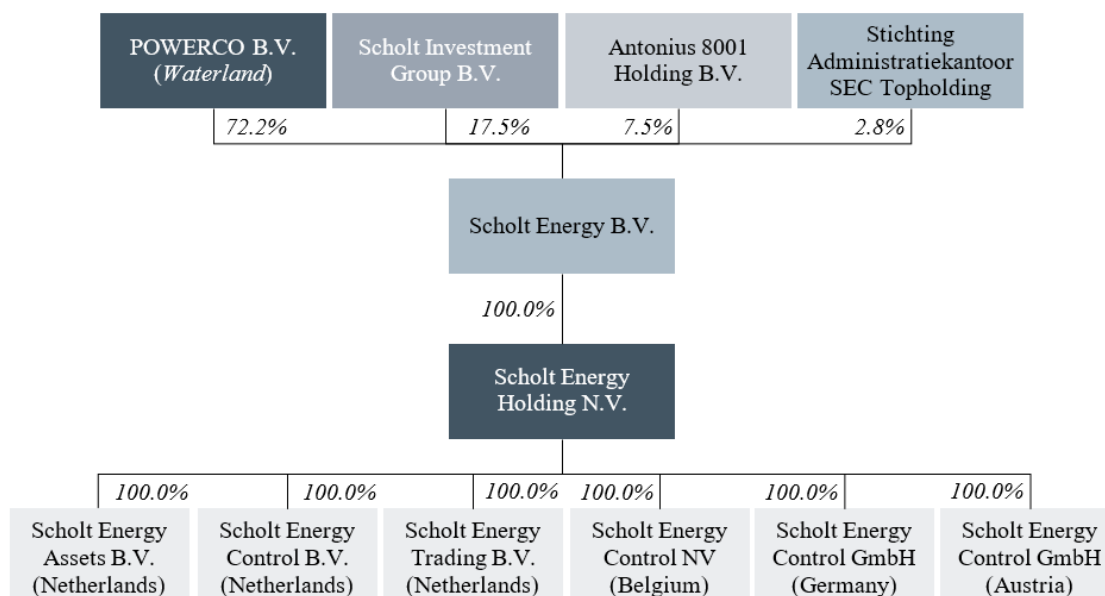 POWERCO B.V.
(Waterland)
Scholt Investment
Group B.V.
Antonius 8001
Holding B.V.
Stichting
Administratiekantoor
SEC Topholding
72.2%
17.5%
7.5%
2.8%
Scholt Energy B.V.
100.0%
Scholt Energy
Holding N.V.
100.0%
100.0%
100.0%
100.0%
100.0%
100.0%
Scholt Energy
Assets B.V.
(Netherlands)
Scholt Energy
Control B.V.
(Netherlands)
Scholt Energy
Trading B.V.
(Netherlands)
Scholt Energy
Control NV
(Belgium)
Scholt Energy
Control GmbH
(Germany)
Scholt Energy
Control GmbH
(Austria)